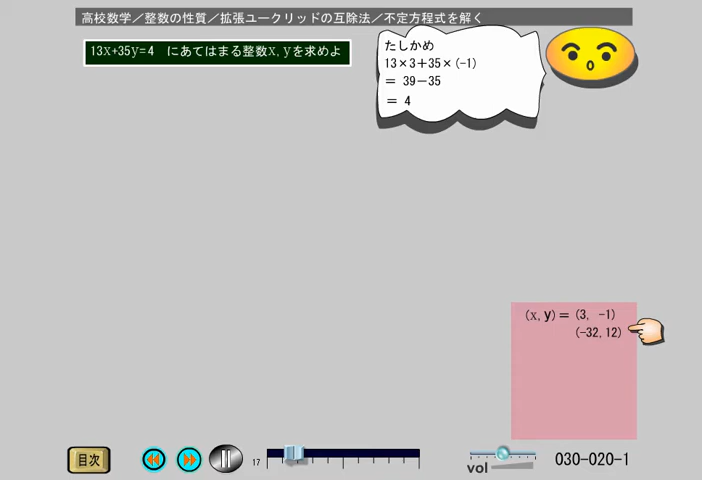 高校数学／整数の性質／拡張ユークリッドの互除法／不定方程式を解く
13x+35y=4　にあてはまる整数x, yを求めよ
たしかめ
13×3＋35×(−1)
＝ 39－35
＝ 4
(x, y)＝ (3, -1)
(−32, 12)
目次
17
vol
030-020-1